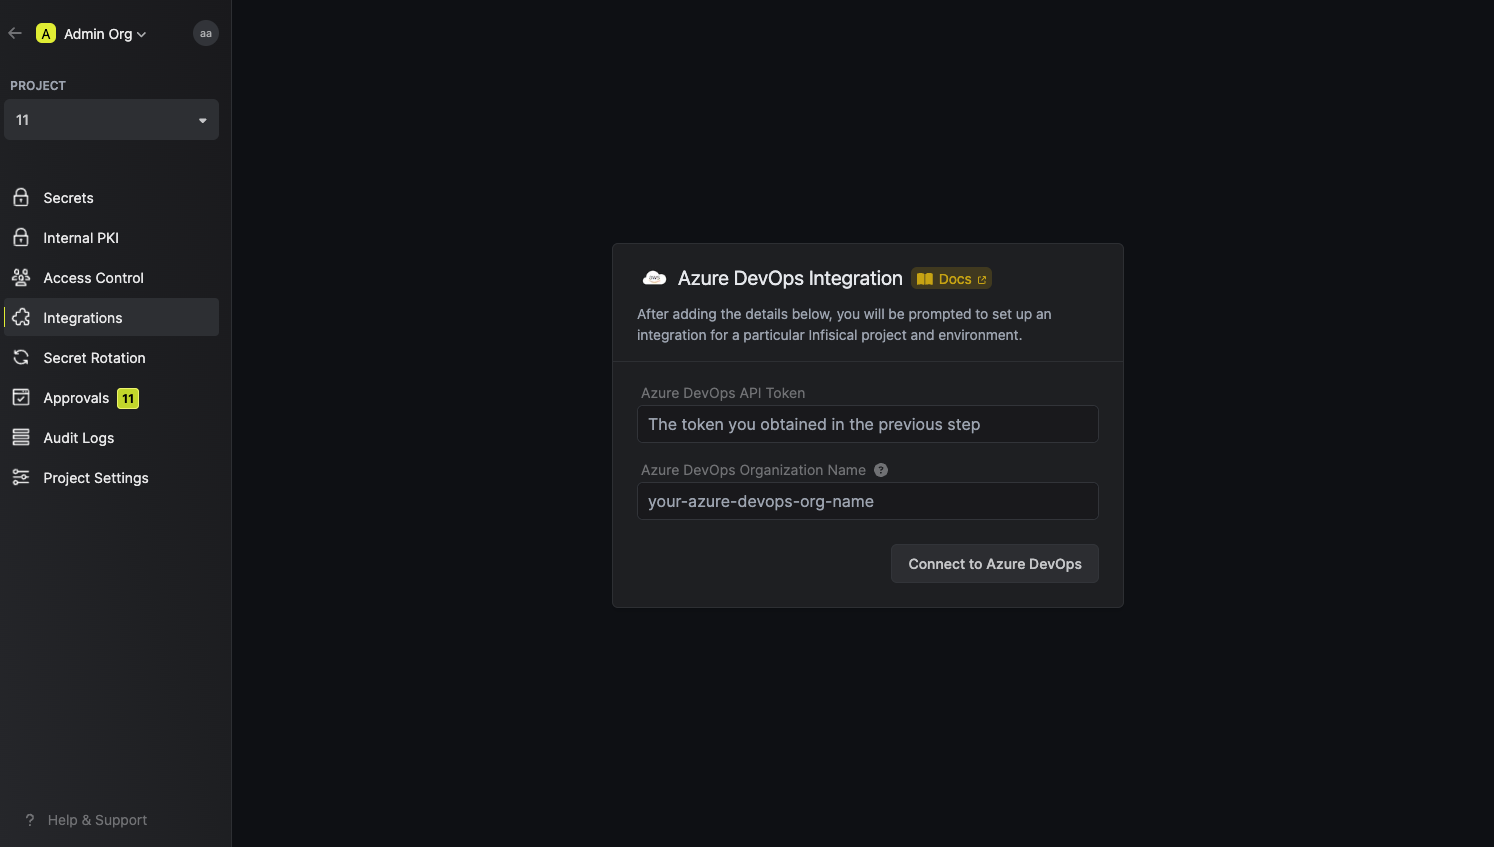 A Admin Org aa
PROJECT
11
Secrets
Internal PKI
Access Control
Integrations
Secret Rotation
Approvals 11
Audit Logs
Project Settings
? Help & Support
aws Azure DevOps Integration Docs
After adding the details below, you will be prompted to set up an
integration for a particular Infisical project and environment.
Azure DevOps API Token
The token you obtained in the previous step
Azure DevOps Organization Name ?
your-azure-devops-org-name
Connect to Azure DevOps